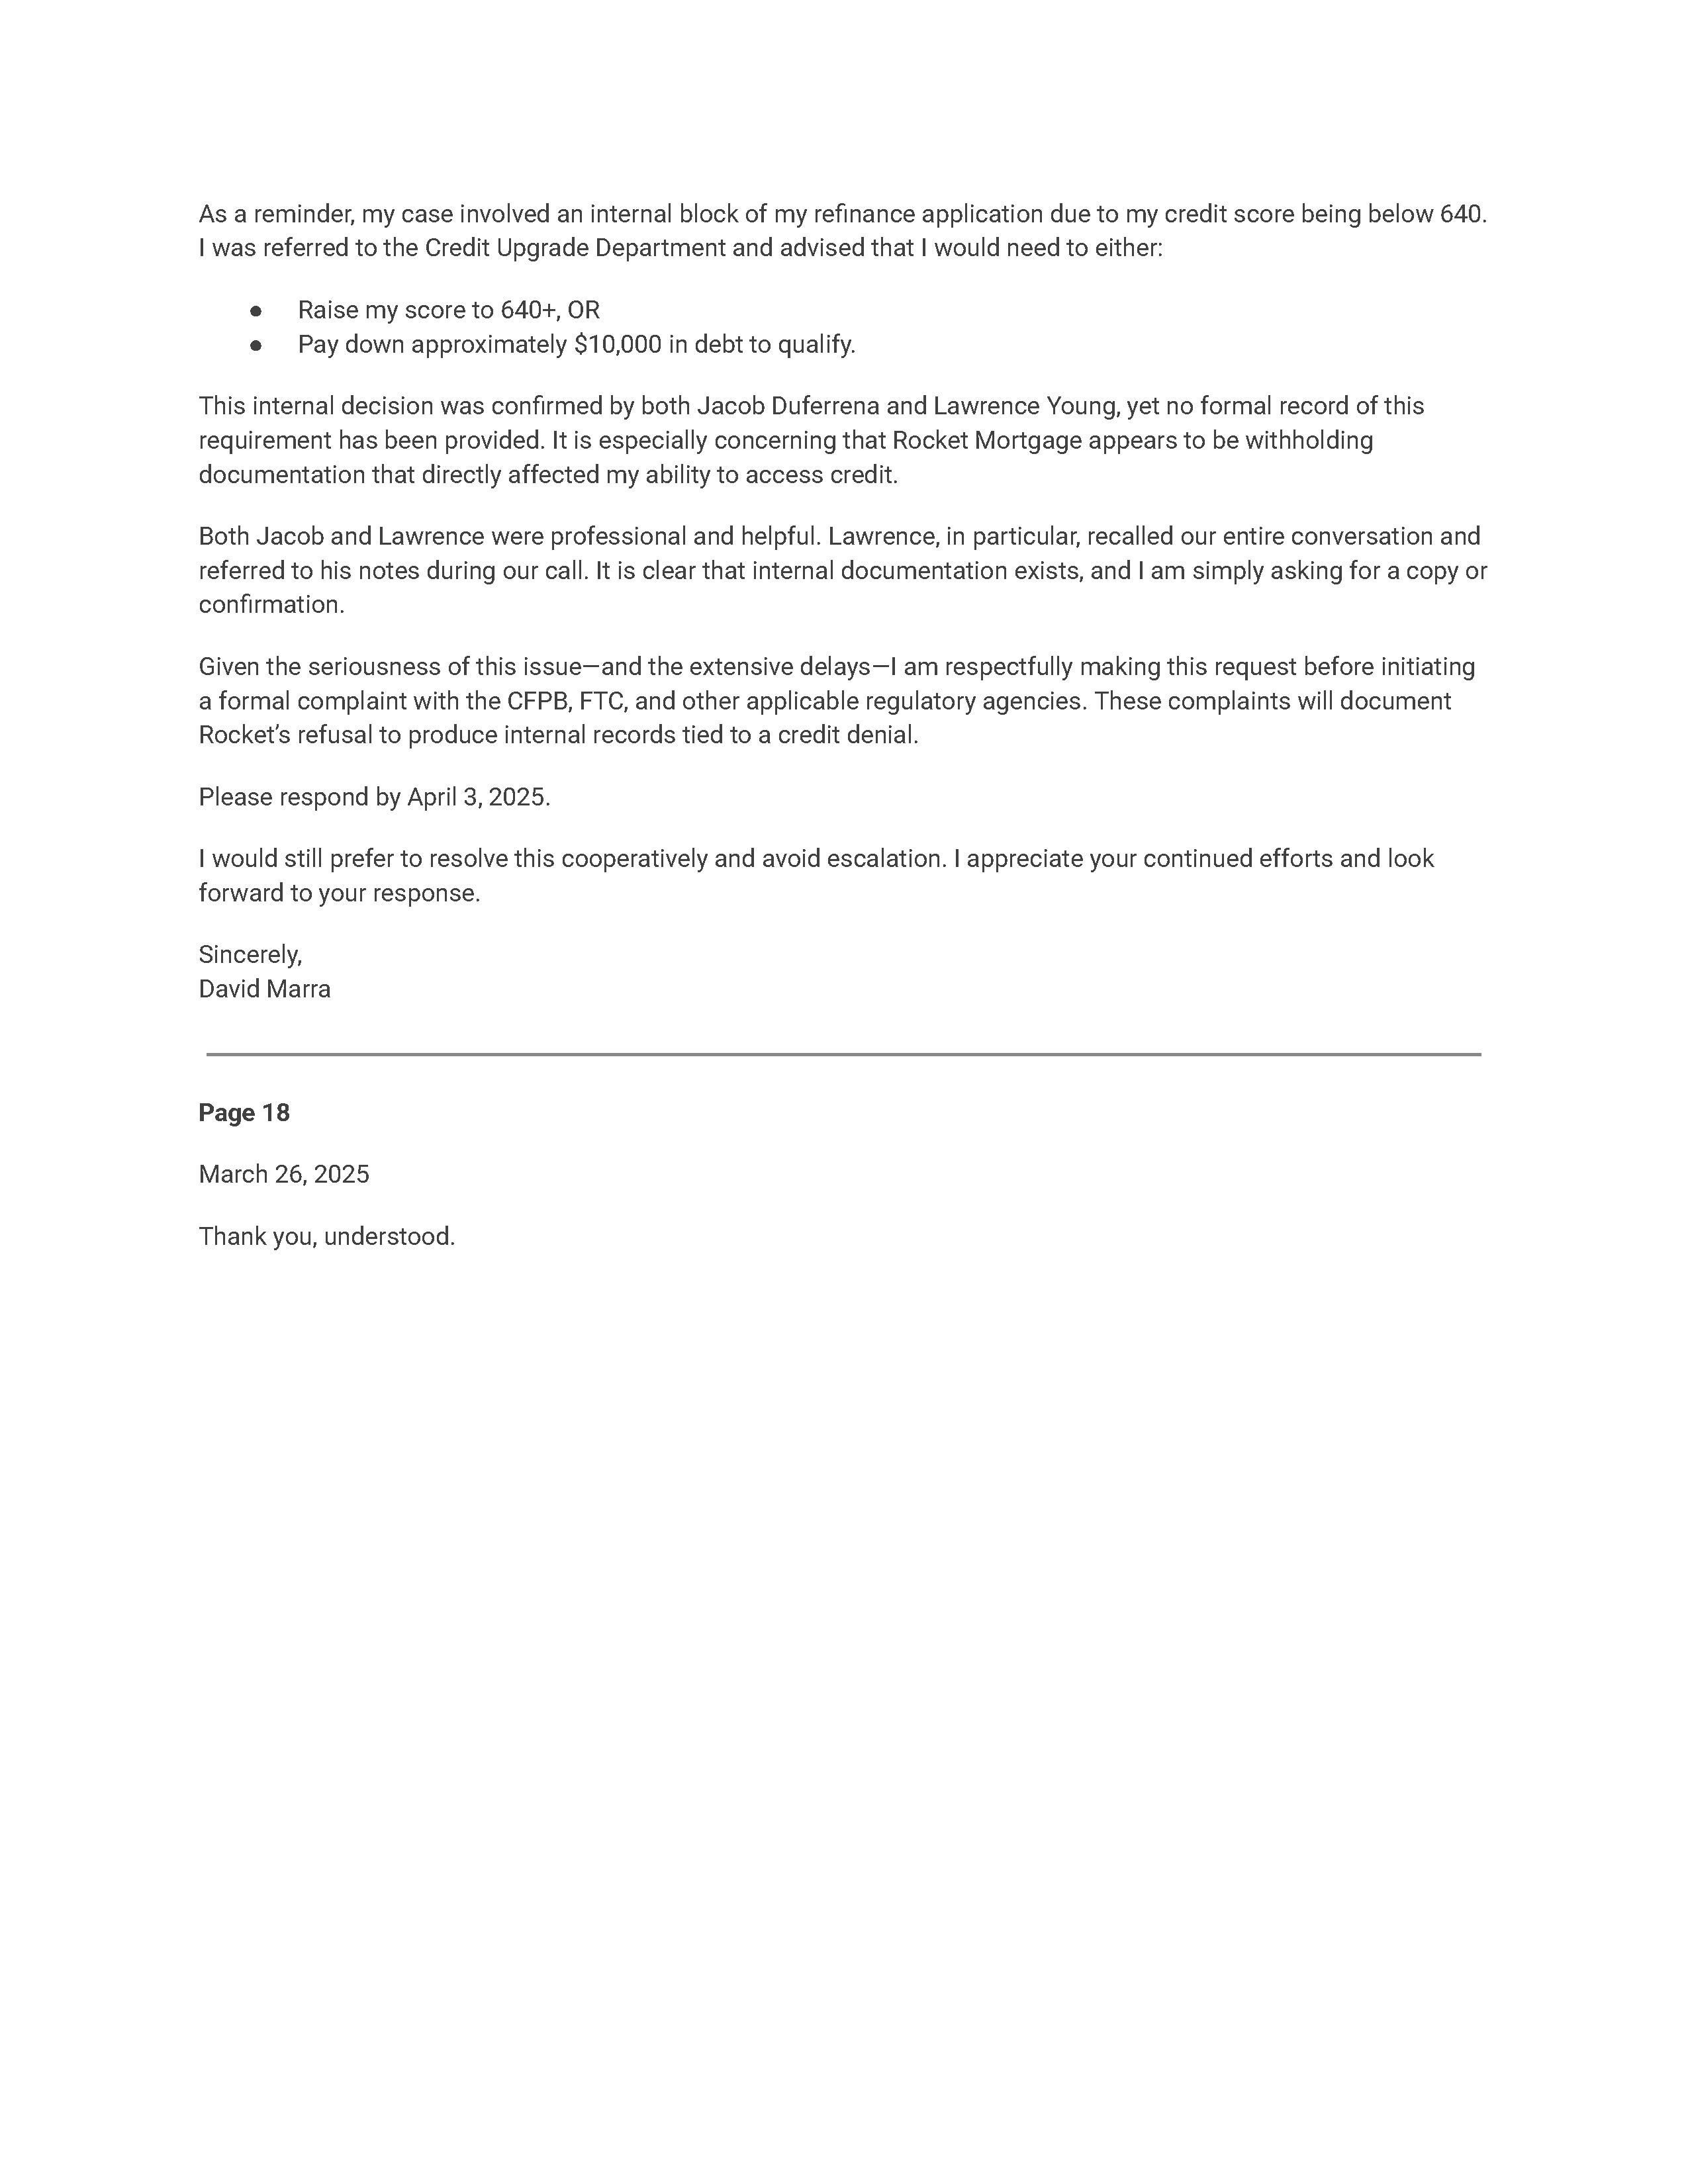 As a reminder, my case involved an internal block of my refinance application due to my credit score being below 640.
I was referred to the Credit Upgrade Department and advised that I would need to either:
● Raise my score to 640+, OR
● Pay down approximately $10,000 in debt to qualify.
This internal decision was confirmed by both Jacob Duferrena and Lawrence Young, yet no formal record of this
requirement has been provided. It is especially concerning that Rocket Mortgage appears to be withholding
documentation that directly affected my ability to access credit.
Both Jacob and Lawrence were professional and helpful. Lawrence, in particular, recalled our entire conversation and
referred to his notes during our call. It is clear that internal documentation exists, and I am simply asking for a copy or
confirmation.
Given the seriousness of this issue—and the extensive delays—I am respectfully making this request before initiating
a formal complaint with the CFPB, FTC, and other applicable regulatory agencies. These complaints will document
Rocket’s refusal to produce internal records tied to a credit denial.
Please respond by April 3, 2025.
I would still prefer to resolve this cooperatively and avoid escalation. I appreciate your continued efforts and look
forward to your response.
Sincerely,
David Marra
Page 18
March 26, 2025
Thank you, understood.